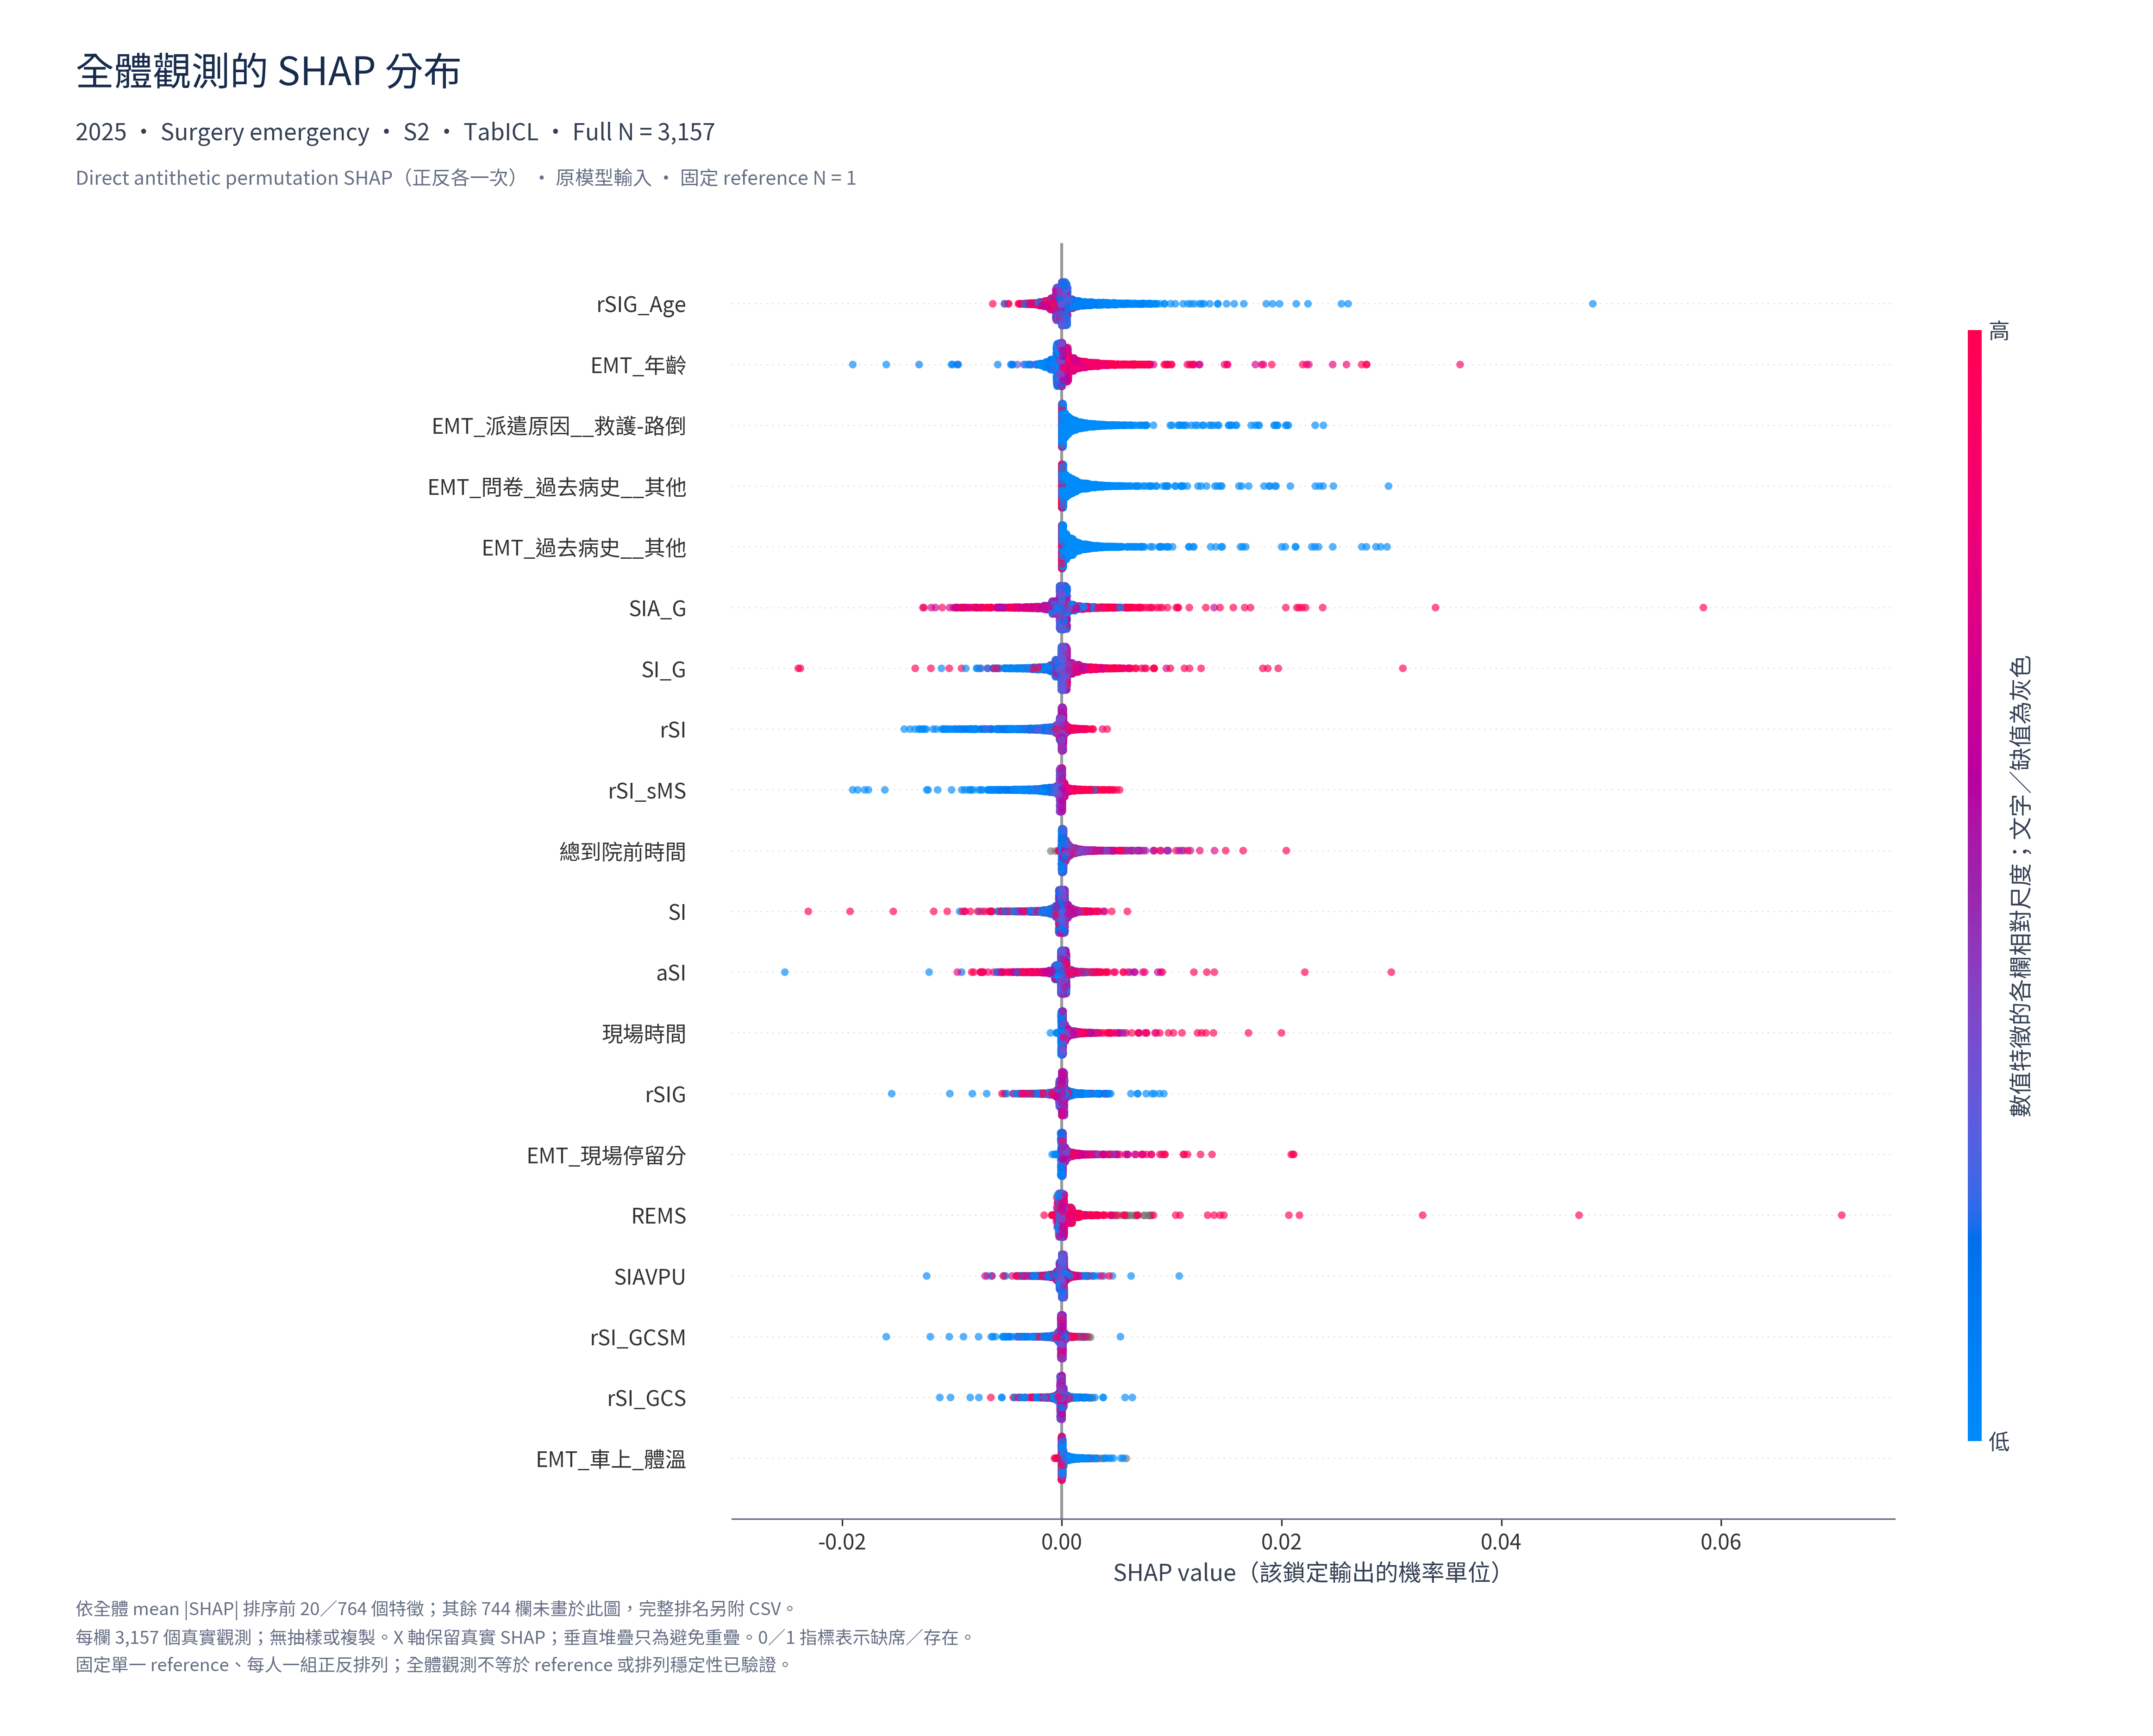 全體觀測的 SHAP 分布
2025 • Surgery emergency • S2 • TabICL • Full N = 3,157
Direct antithetic permutation SHAP（正反各一次） • 原模型輸入 • 固定 reference N = 1
rSIG_Age
EMT_年齡
EMT_派遣原因__救護-路倒
EMT_問卷_過去病史__其他
EMT_過去病史__其他
SIA_G
SI_G
rSI
rSI_sMS
總到院前時間
SI
aSI
現場時間
rSIG
EMT_現場停留分
REMS
SIAVPU
rSI_GCSM
rSI_GCS
EMT_車上_體溫
-0.02
0.00
0.02
0.04
0.06
SHAP value（該鎖定輸出的機率單位）
高
數值特徵的各欄相對尺度；文字／缺值為灰色
低
依全體 mean |SHAP| 排序前 20／764 個特徵；其餘 744 欄未畫於此圖，完整排名另附 CSV。
每欄 3,157 個真實觀測；無抽樣或複製。X 軸保留真實 SHAP；垂直堆疊只為避免重疊。0／1 指標表示缺席／存在。
固定單一 reference、每人一組正反排列；全體觀測不等於 reference 或排列穩定性已驗證。